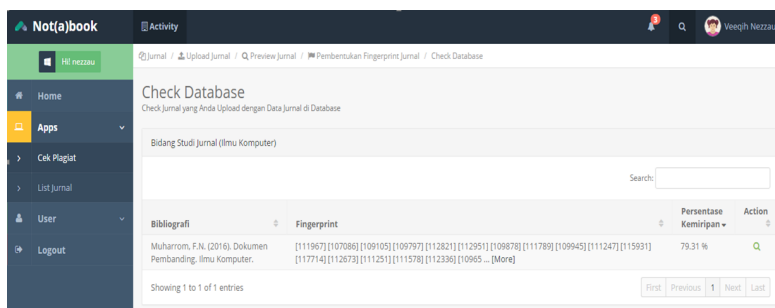 Not(a)book
Activity
3
Veeqih Nezzau
Hi! nezzau
Jurnal / Upload Jurnal / Preview Jurnal / Pembentukan Fingerprint Jurnal / Check Database
Home
Apps
Cek Plagiat
List Jurnal
User
Logout
Check Database
Check Jurnal yang Anda Upload dengan Data Jurnal di Database
Bidang Studi Jurnal (Ilmu Komputer)
Search:
Bibliografi Fingerprint Persentase Kemiripan Action
Muharrom, F.N. (2016). Dokumen
Pembanding. Ilmu Komputer.
[111967] [107086] [109105] [109797] [112821] [112951] [109878] [111789] [109945] [111247] [115931]
[117714] [112673] [111251] [111578] [112336] [10965 ... [More]
79.31 %
Showing 1 to 1 of 1 entries
First Previous 1 Next Last